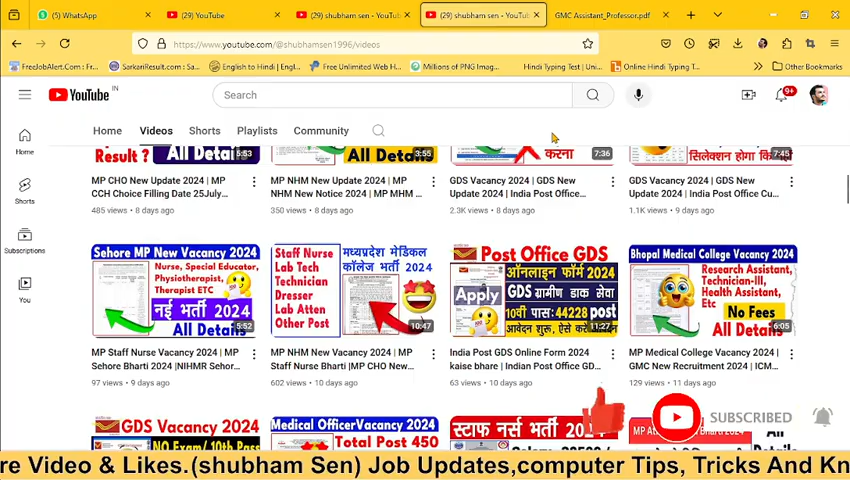 (5) WhatsApp
(29) YouTube
(29) shubham sen - YouTube
(29) shubham sen - YouTube
GMC Assistant_Professor.pdf
https://www.youtube.com/@shubhamsen1996/videos
FreeJobAlert.Com : Fr...
SarkariResult.com : Sark...
English to Hindi | Engl...
Free Unlimited Web H...
Millions of PNG Imag...
Hindi Typing Test | Uni...
Online Hindi Typing T...
Other Bookmarks
YouTube IN
Search
9+
Home
Videos
Shorts
Playlists
Community
Home
Shorts
Subscriptions
You
Result ?
All Detai
5:53
All Deta
3:55
करना
7:36
सिलेक्शन होगा कि
7:45
MP CHO New Update 2024 | MP
CCH Choice Filling Date 25July...
485 views • 8 days ago
MP NHM New Update 2024 | MP
NHM New Notice 2024 | MP MHM ...
350 views • 8 days ago
GDS Vacancy 2024 | GDS New
Update 2024 | India Post Office...
2.3K views • 8 days ago
GDS Vacancy 2024 | GDS New
Update 2024 | India Post Office Cu...
1.1K views • 9 days ago
Sehore MP New Vacancy 2024
Nurse, Special Educator,
Physiotherapist,
Therapist ETC
नई भर्ती 2024
All Details
5:52
Staff Nurse
Lab Tech
Technician
Dresser
Lab Atten
Other Post
मध्यप्रदेश मेडिकल
कॉलेज भर्ती 2024
10:47
Post Office GDS
ऑनलाइन फॉर्म 2024
GDS ग्रामीण डाक सेवा
Apply
10वीं पास: 44228 post
आवेदन शुरू, ऐसे करे
11:27
Bhopal Medical College Vacancy 2024
Research Assistant,
Technician-III,
Health Assistant,
Etc
No Fees
All Details
6:05
MP Staff Nurse Vacancy 2024 | MP
Sehore Bharti 2024 |NIHMR Sehor...
97 views • 9 days ago
MP NHM New Vacancy 2024 | MP
Staff Nurse Bharti |MP CHO New...
602 views • 10 days ago
India Post GDS Online Form 2024
kaise bhare | Indian Post Office GD...
63 views • 10 days ago
MP Medical College Vacancy 2024 |
GMC New Recruitment 2024 | ICM...
129 views • 11 days ago
SUBSCRIBED
GDS Vacancy 2024
NO Exam/ 10th Pass
Medical OfficerVacancy 2024
Total Post 450
स्टाफ नर्स भर्ती 2024
All
Details
re Video & Likes.(shubham Sen) Job Updates,computer Tips, Tricks And Kn